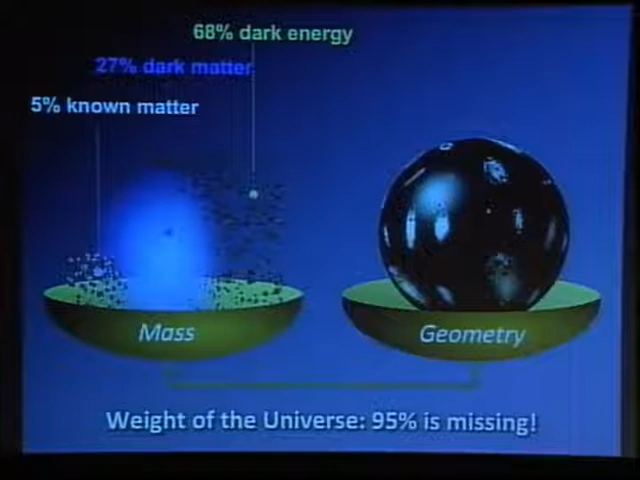 68% dark energy
27% dark matter
5% known matter
Mass
Geometry
Weight of the Universe: 95% is missing!